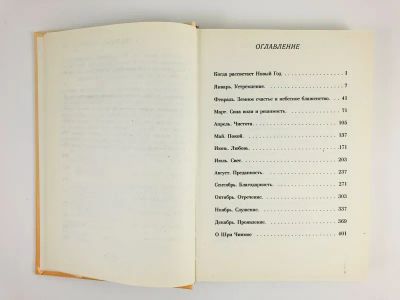 ОГЛАВЛЕНИЕ
Когда расцветает Новый Год. 1
Январь. Устремление. 7
Февраль. Земное счастье и небесное блаженство. 41
Март. Сила воли и решимость. 71
Апрель. Чистота. 105
Май. Покой. 137
Июнь. Любовь. 171
Июль. Свет. 203
Август. Преданность. 237
Сентябрь. Благодарность. 271
Октябрь. Отречение. 303
Ноябрь. Служение. 337
Декабрь. Проявление. 369
О Шри Чинмое 401